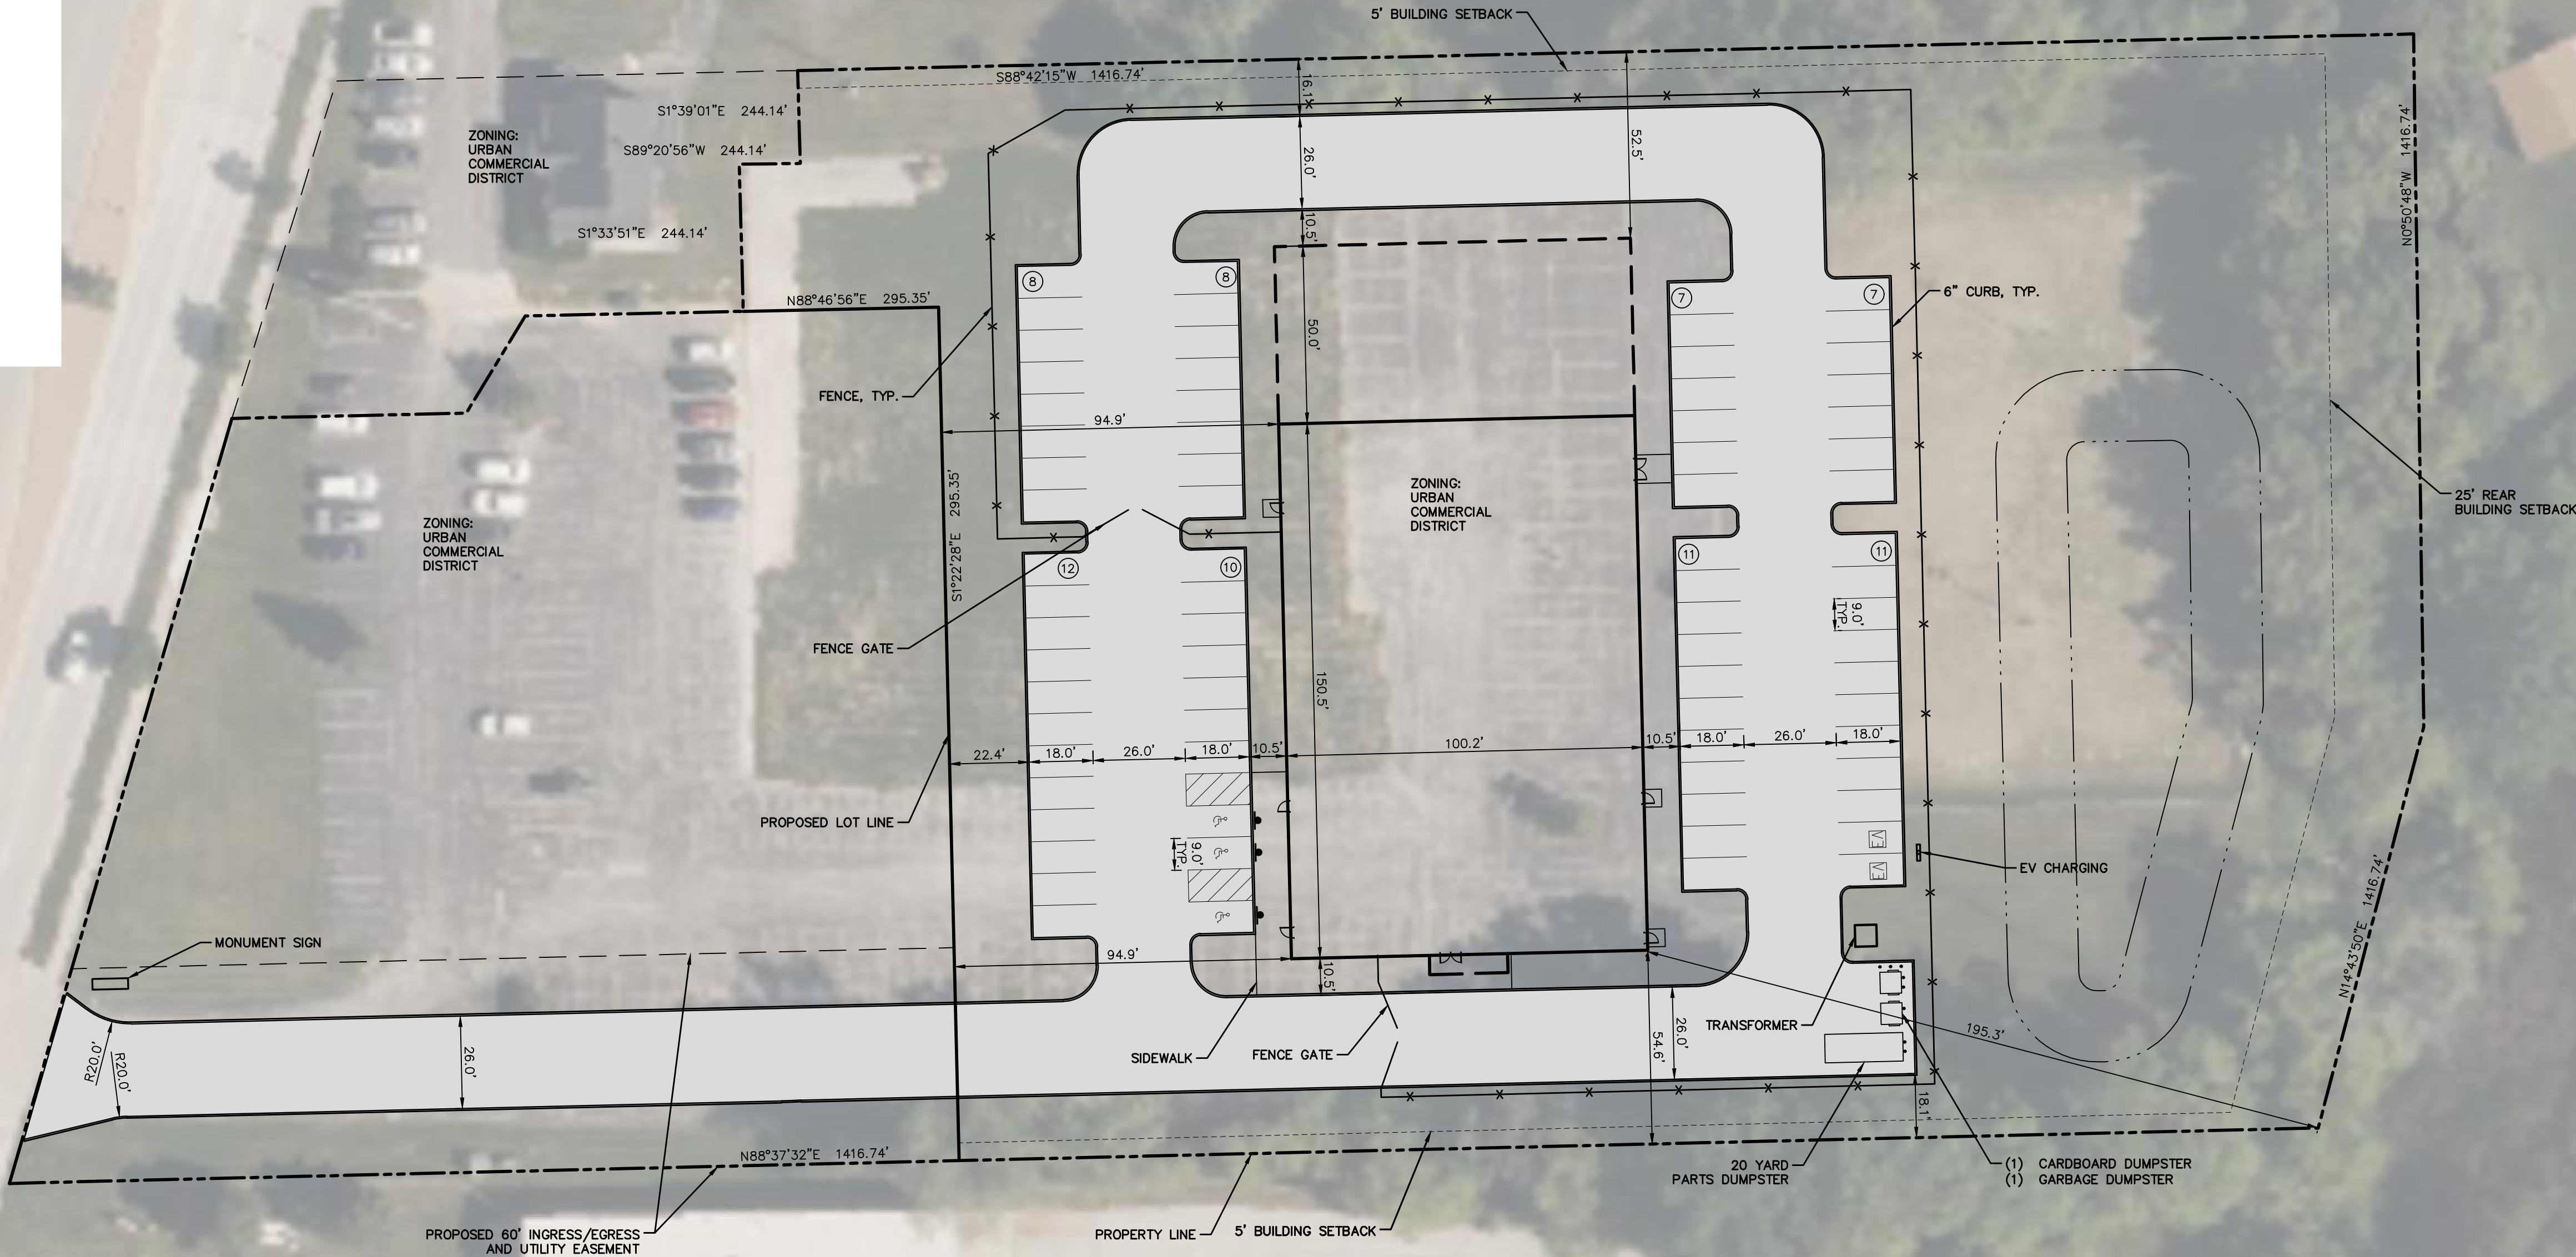 5' BUILDING SETBACK
S88°42'15"W 1416.74'
16.1'
S1°39'01"E 244.14'
ZONING:
URBAN
COMMERCIAL
DISTRICT
S89°20'56"W 244.14'
26.0'
52.5'
N0°50'48"W 1416.74'
S1°33'51"E 244.14'
10.5'
8
8
7
7
6" CURB, TYP.
N88°46'56"E 295.35'
50.0'
FENCE, TYP.
94.9'
S1°22'28"E 295.35'
ZONING:
URBAN
COMMERCIAL
DISTRICT
25' REAR
BUILDING SETBACK
ZONING:
URBAN
COMMERCIAL
DISTRICT
12
10
11
11
9.0'
TYP.
FENCE GATE
150.5'
22.4'
18.0'
26.0'
18.0'
10.5'
100.2'
10.5'
18.0'
26.0'
18.0'
PROPOSED LOT LINE
9.0'
TYP.
EV
EV
EV CHARGING
MONUMENT SIGN
94.9'
10.5'
R20.0'
R20.0'
26.0'
SIDEWALK
FENCE GATE
54.6'
26.0'
TRANSFORMER
195.3'
N14°43'50"E 1416.74'
18.1'
N88°37'32"E 1416.74'
20 YARD
PARTS DUMPSTER
(1) CARDBOARD DUMPSTER
(1) GARBAGE DUMPSTER
PROPOSED 60' INGRESS/EGRESS
AND UTILITY EASEMENT
PROPERTY LINE
5' BUILDING SETBACK